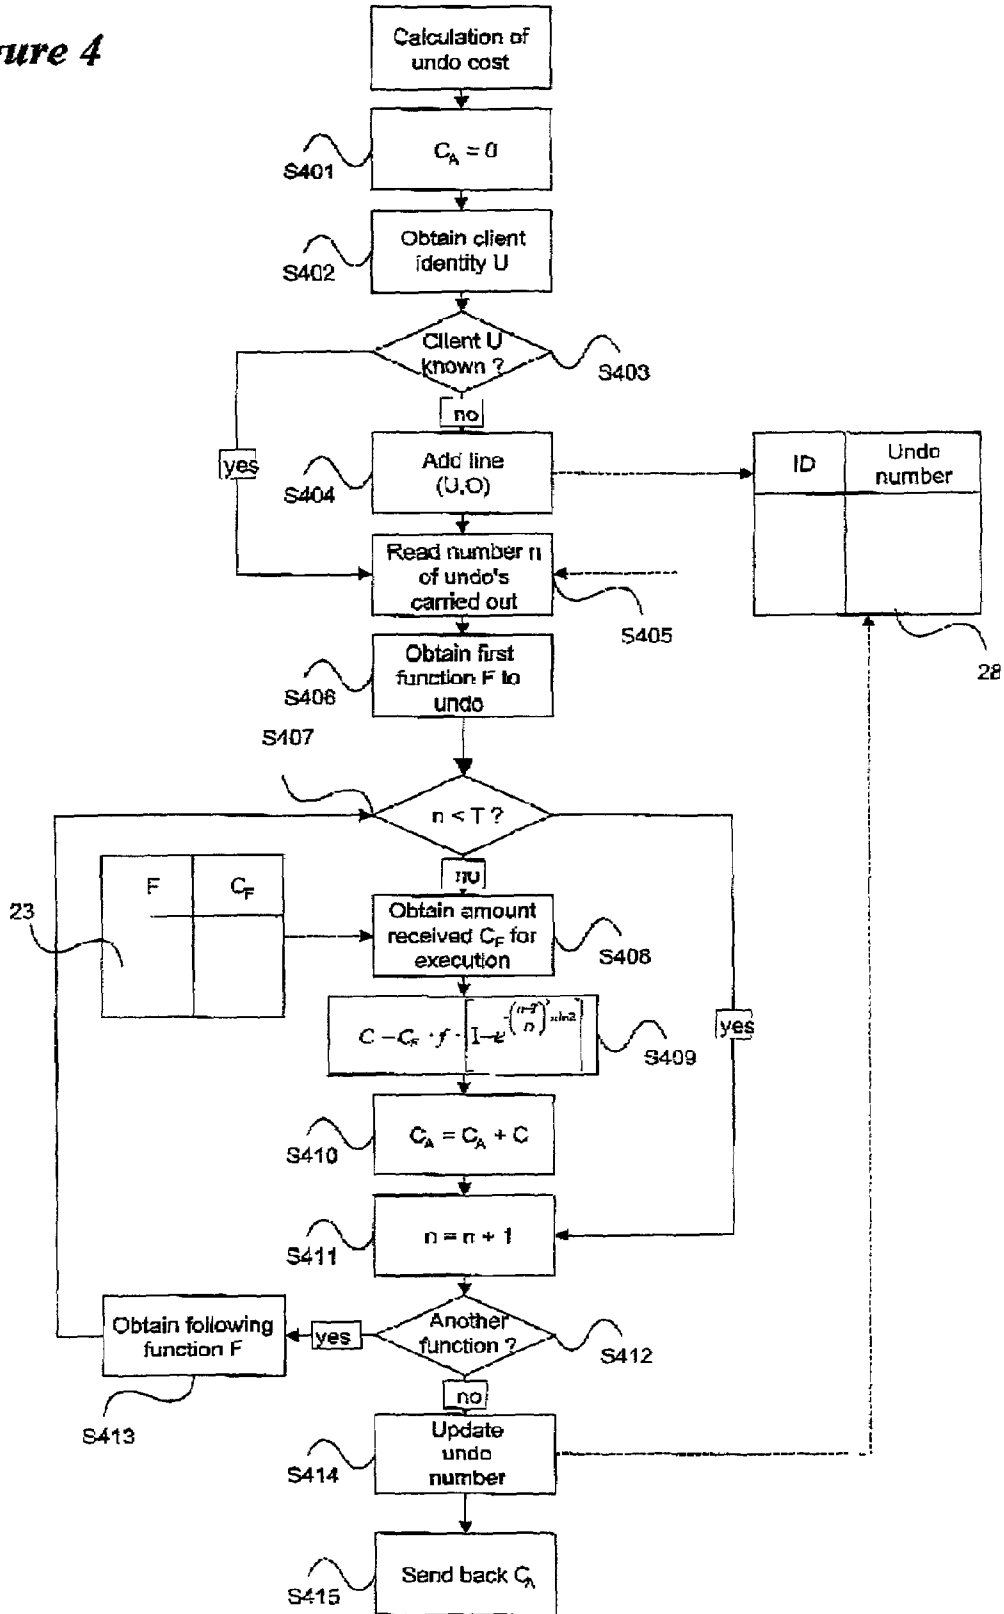 ure 4
Calculation of
undo cost
S401
C_A = 0
S402
Obtain client
identity U
Client U
known ?
S403
no
yes
S404
Add line
(U,O)
ID
Undo
number
Read number n
of undo's
carried out
S405
28
S406
Obtain first
function F to
undo
S407
n < T ?
no
F
C_F
23
Obtain amount
received C_F for
execution
S408
yes
S409
S410
C_A = C_A + C
S411
n = n + 1
Obtain following
function F
yes
Another
function ?
S412
S413
no
S414
Update
undo
number
S415
Send back C_A